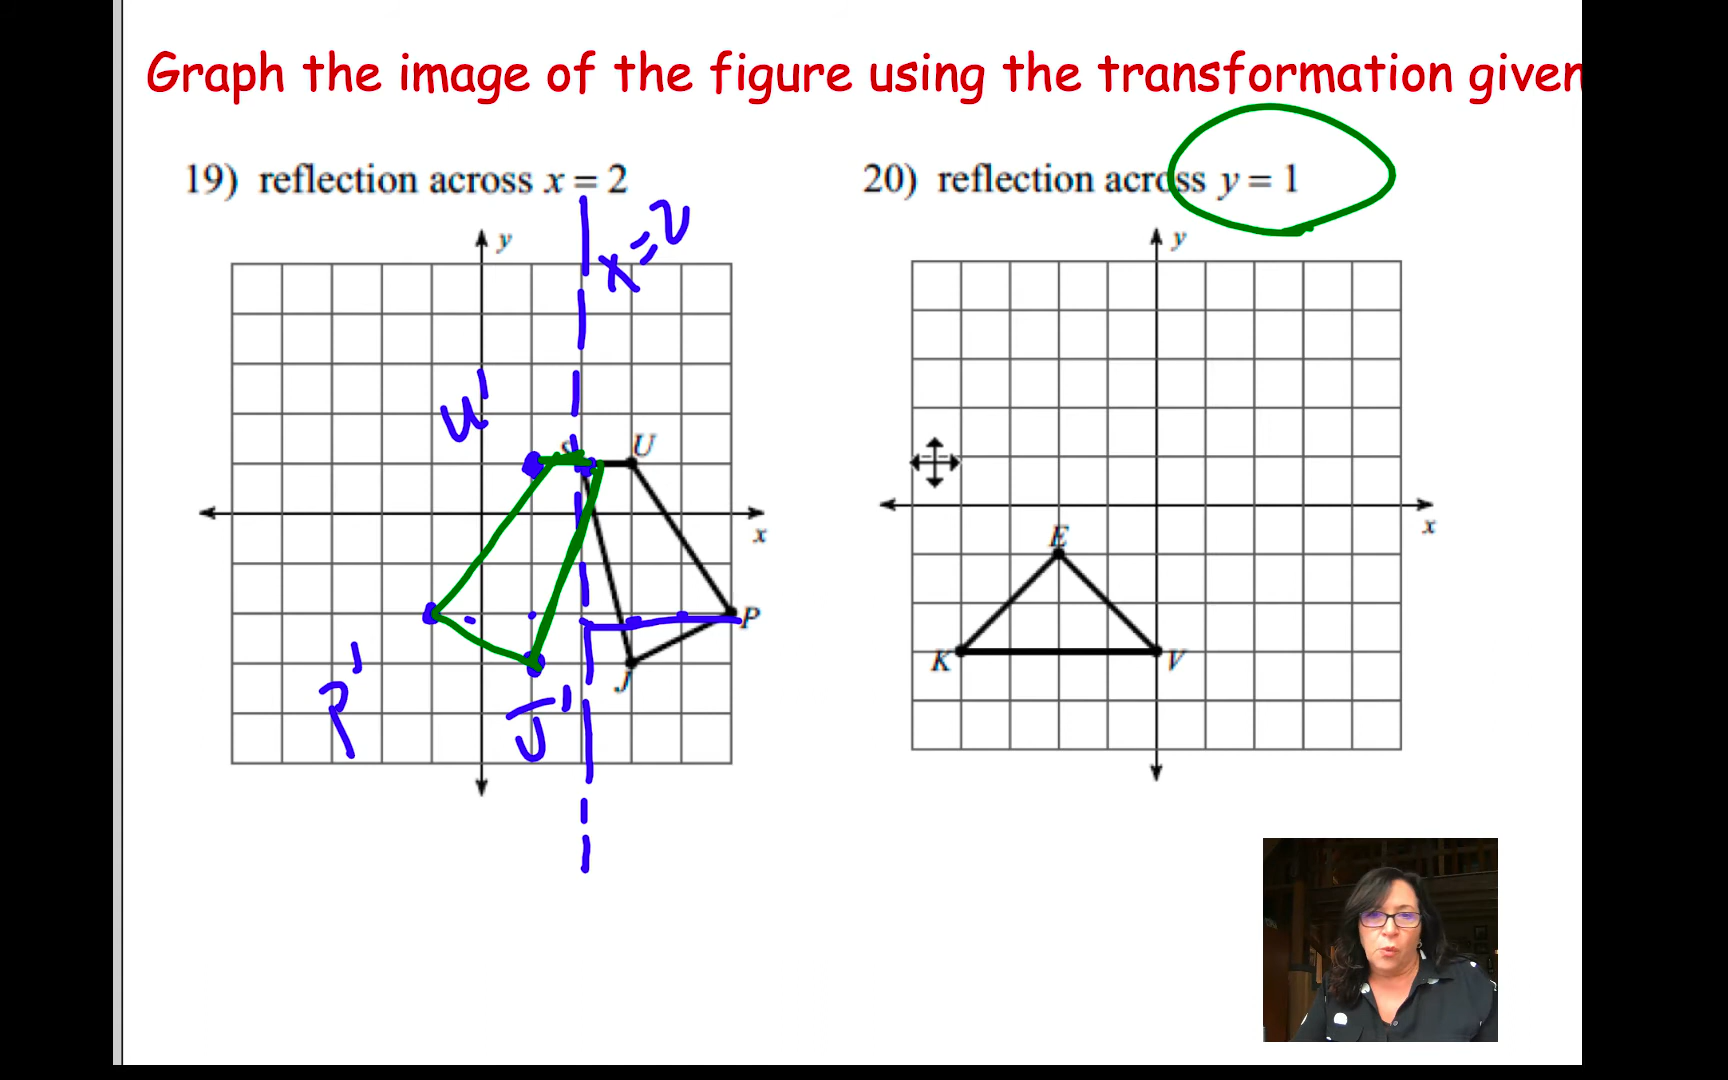 Graph the image of the figure using the transformation given
19) reflection across x = 2
20) reflection across y = 1
x=2
y
y
U'
U
x
x
E
P
K
V
J
P'
J'